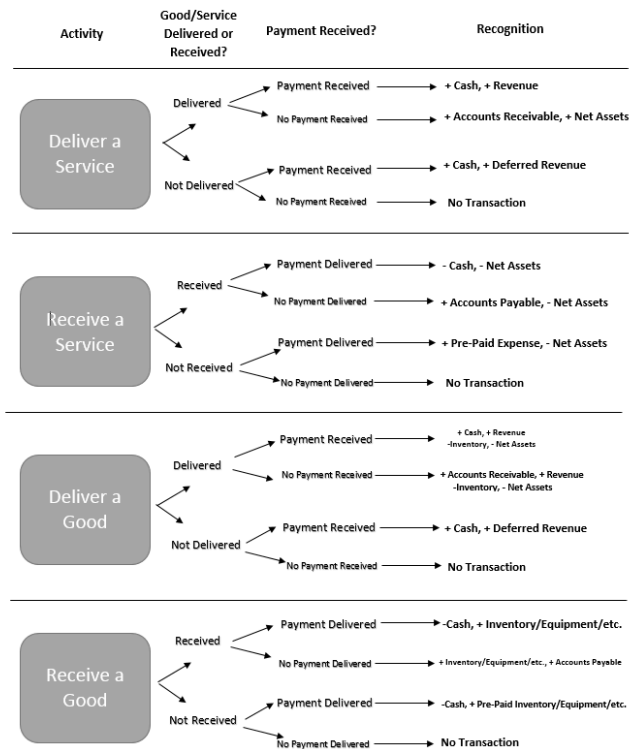 Activity
Good/Service
Delivered or
Received?
Payment Received?
Recognition
Deliver a
Service
Delivered
Payment Received
+ Cash, + Revenue
No Payment Received
+ Accounts Receivable, + Net Assets
Not Delivered
Payment Received
+ Cash, + Deferred Revenue
No Payment Received
No Transaction
Receive a
Service
Received
Payment Delivered
- Cash, - Net Assets
No Payment Delivered
+ Accounts Payable, - Net Assets
Not Received
Payment Delivered
+ Pre-Paid Expense, - Net Assets
No Payment Delivered
No Transaction
Deliver a
Good
Delivered
Payment Received
+ Cash, + Revenue
-Inventory, - Net Assets
No Payment Received
+ Accounts Receivable, + Revenue
-Inventory, - Net Assets
Not Delivered
Payment Received
+ Cash, + Deferred Revenue
No Payment Received
No Transaction
Receive a
Good
Received
Payment Delivered
-Cash, + Inventory/Equipment/etc.
No Payment Delivered
+ Inventory/Equipment/etc., + Accounts Payable
Not Received
Payment Delivered
-Cash, + Pre-Paid Inventory/Equipment/etc.
No Payment Delivered
No Transaction